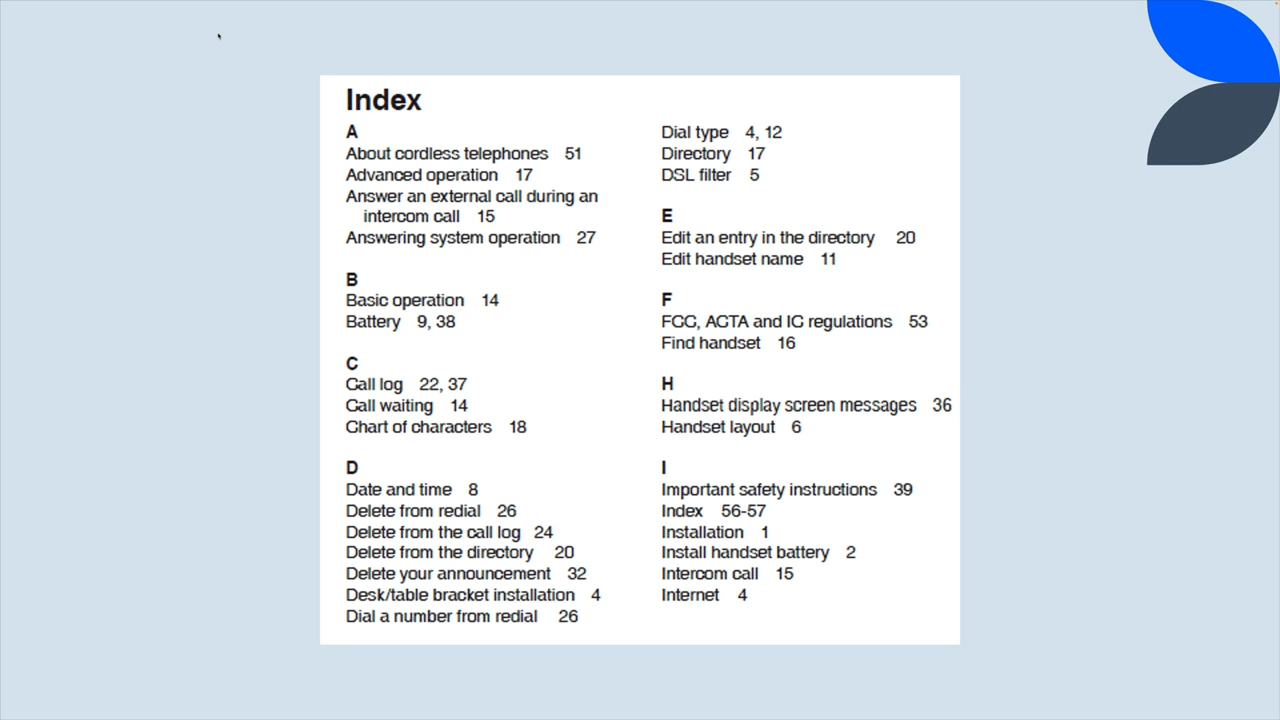 Index
A
About cordless telephones 51
Advanced operation 17
Answer an external call during an
intercom call 15
Answering system operation 27
B
Basic operation 14
Battery 9, 38
C
Call log 22, 37
Call waiting 14
Chart of characters 18
D
Date and time 8
Delete from redial 26
Delete from the call log 24
Delete from the directory 20
Delete your announcement 32
Desk/table bracket installation 4
Dial a number from redial 26
Dial type 4, 12
Directory 17
DSL filter 5
E
Edit an entry in the directory 20
Edit handset name 11
F
FCC, ACTA and IC regulations 53
Find handset 16
H
Handset display screen messages 36
Handset layout 6
I
Important safety instructions 39
Index 56-57
Installation 1
Install handset battery 2
Intercom call 15
Internet 4